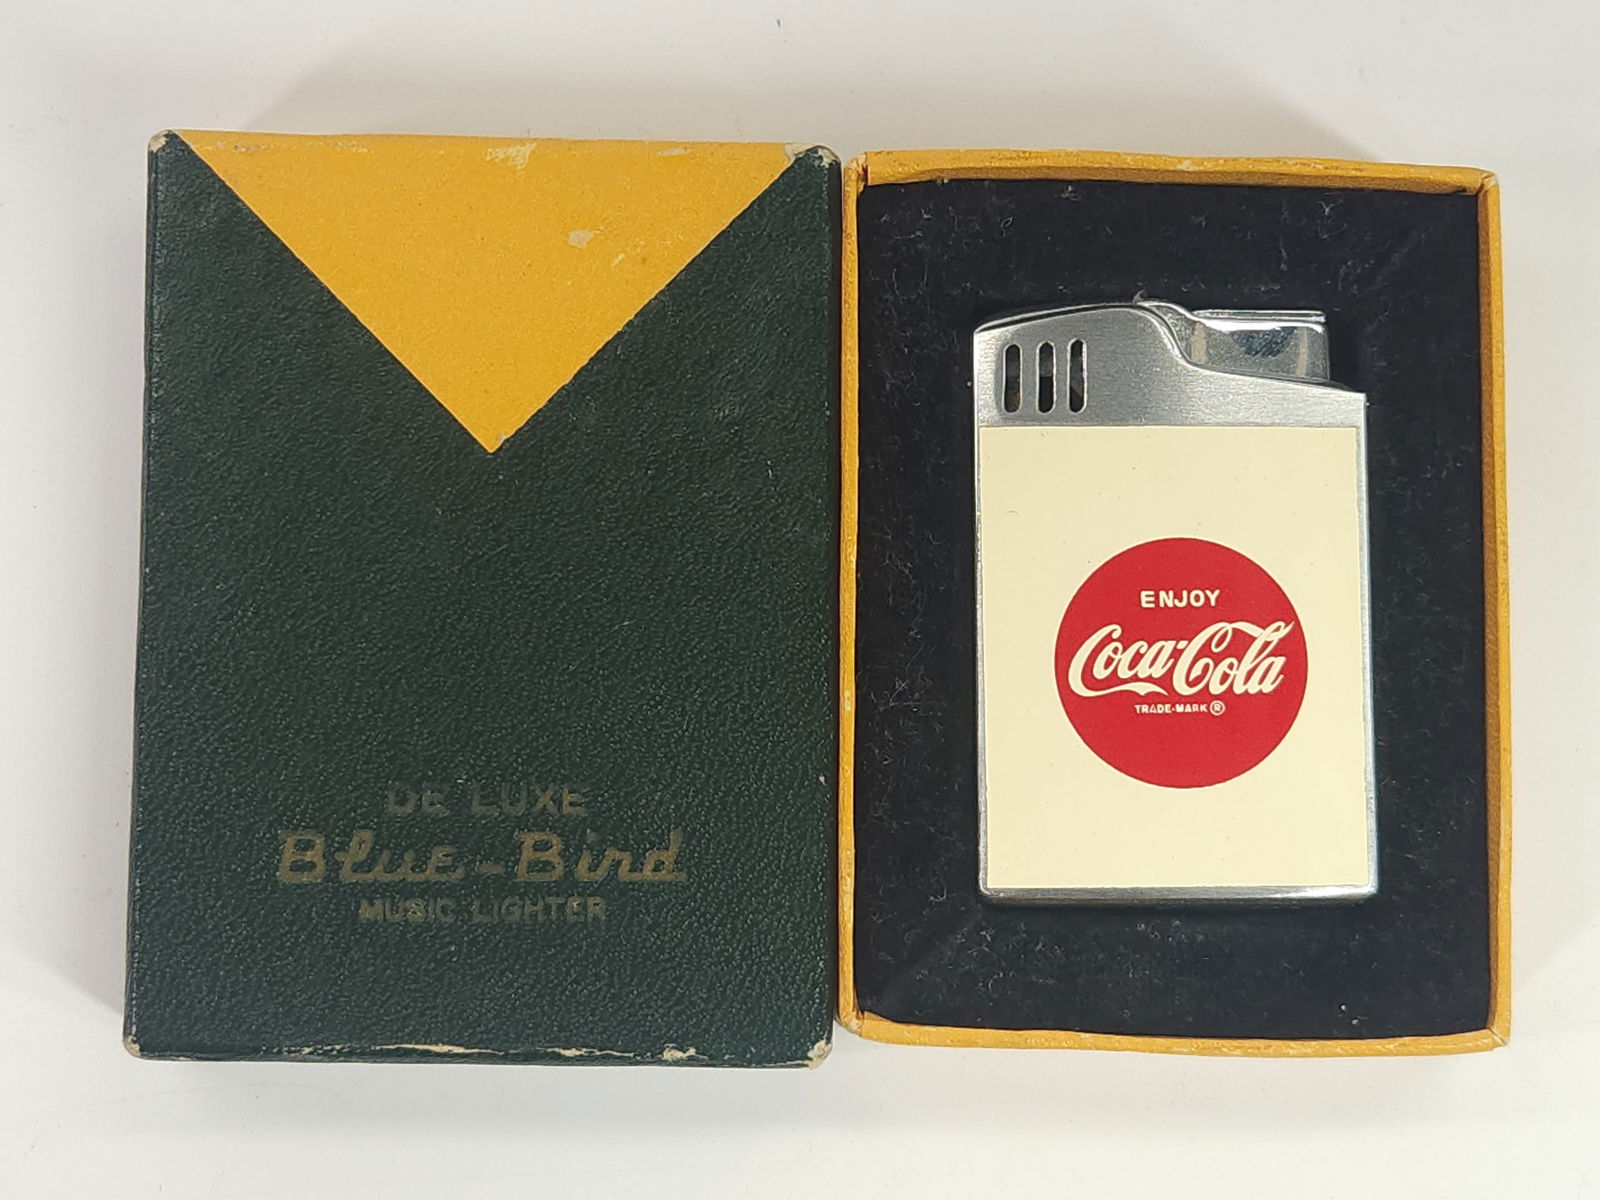 DE LUXE
Blue-Bird
MUSIC LIGHTER
ENJOY
Coca-Cola
TRADE-MARK ®